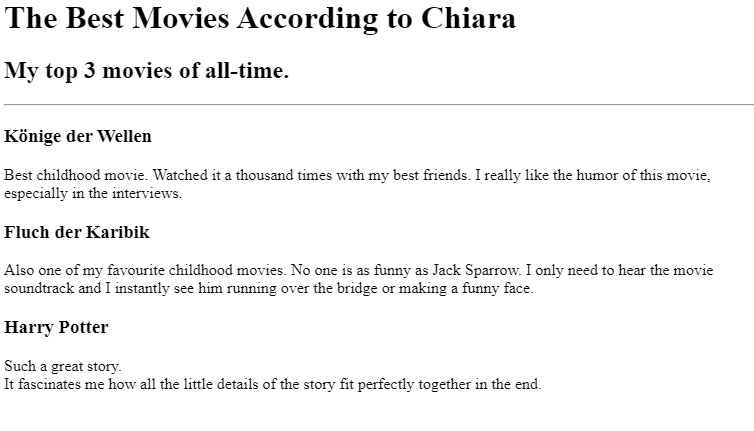 The Best Movies According to Chiara
My top 3 movies of all-time.
Könige der Wellen
Best childhood movie. Watched it a thousand times with my best friends. I really like the humor of this movie,
especially in the interviews.
Fluch der Karibik
Also one of my favourite childhood movies. No one is as funny as Jack Sparrow. I only need to hear the movie
soundtrack and I instantly see him running over the bridge or making a funny face.
Harry Potter
Such a great story.
It fascinates me how all the little details of the story fit perfectly together in the end.